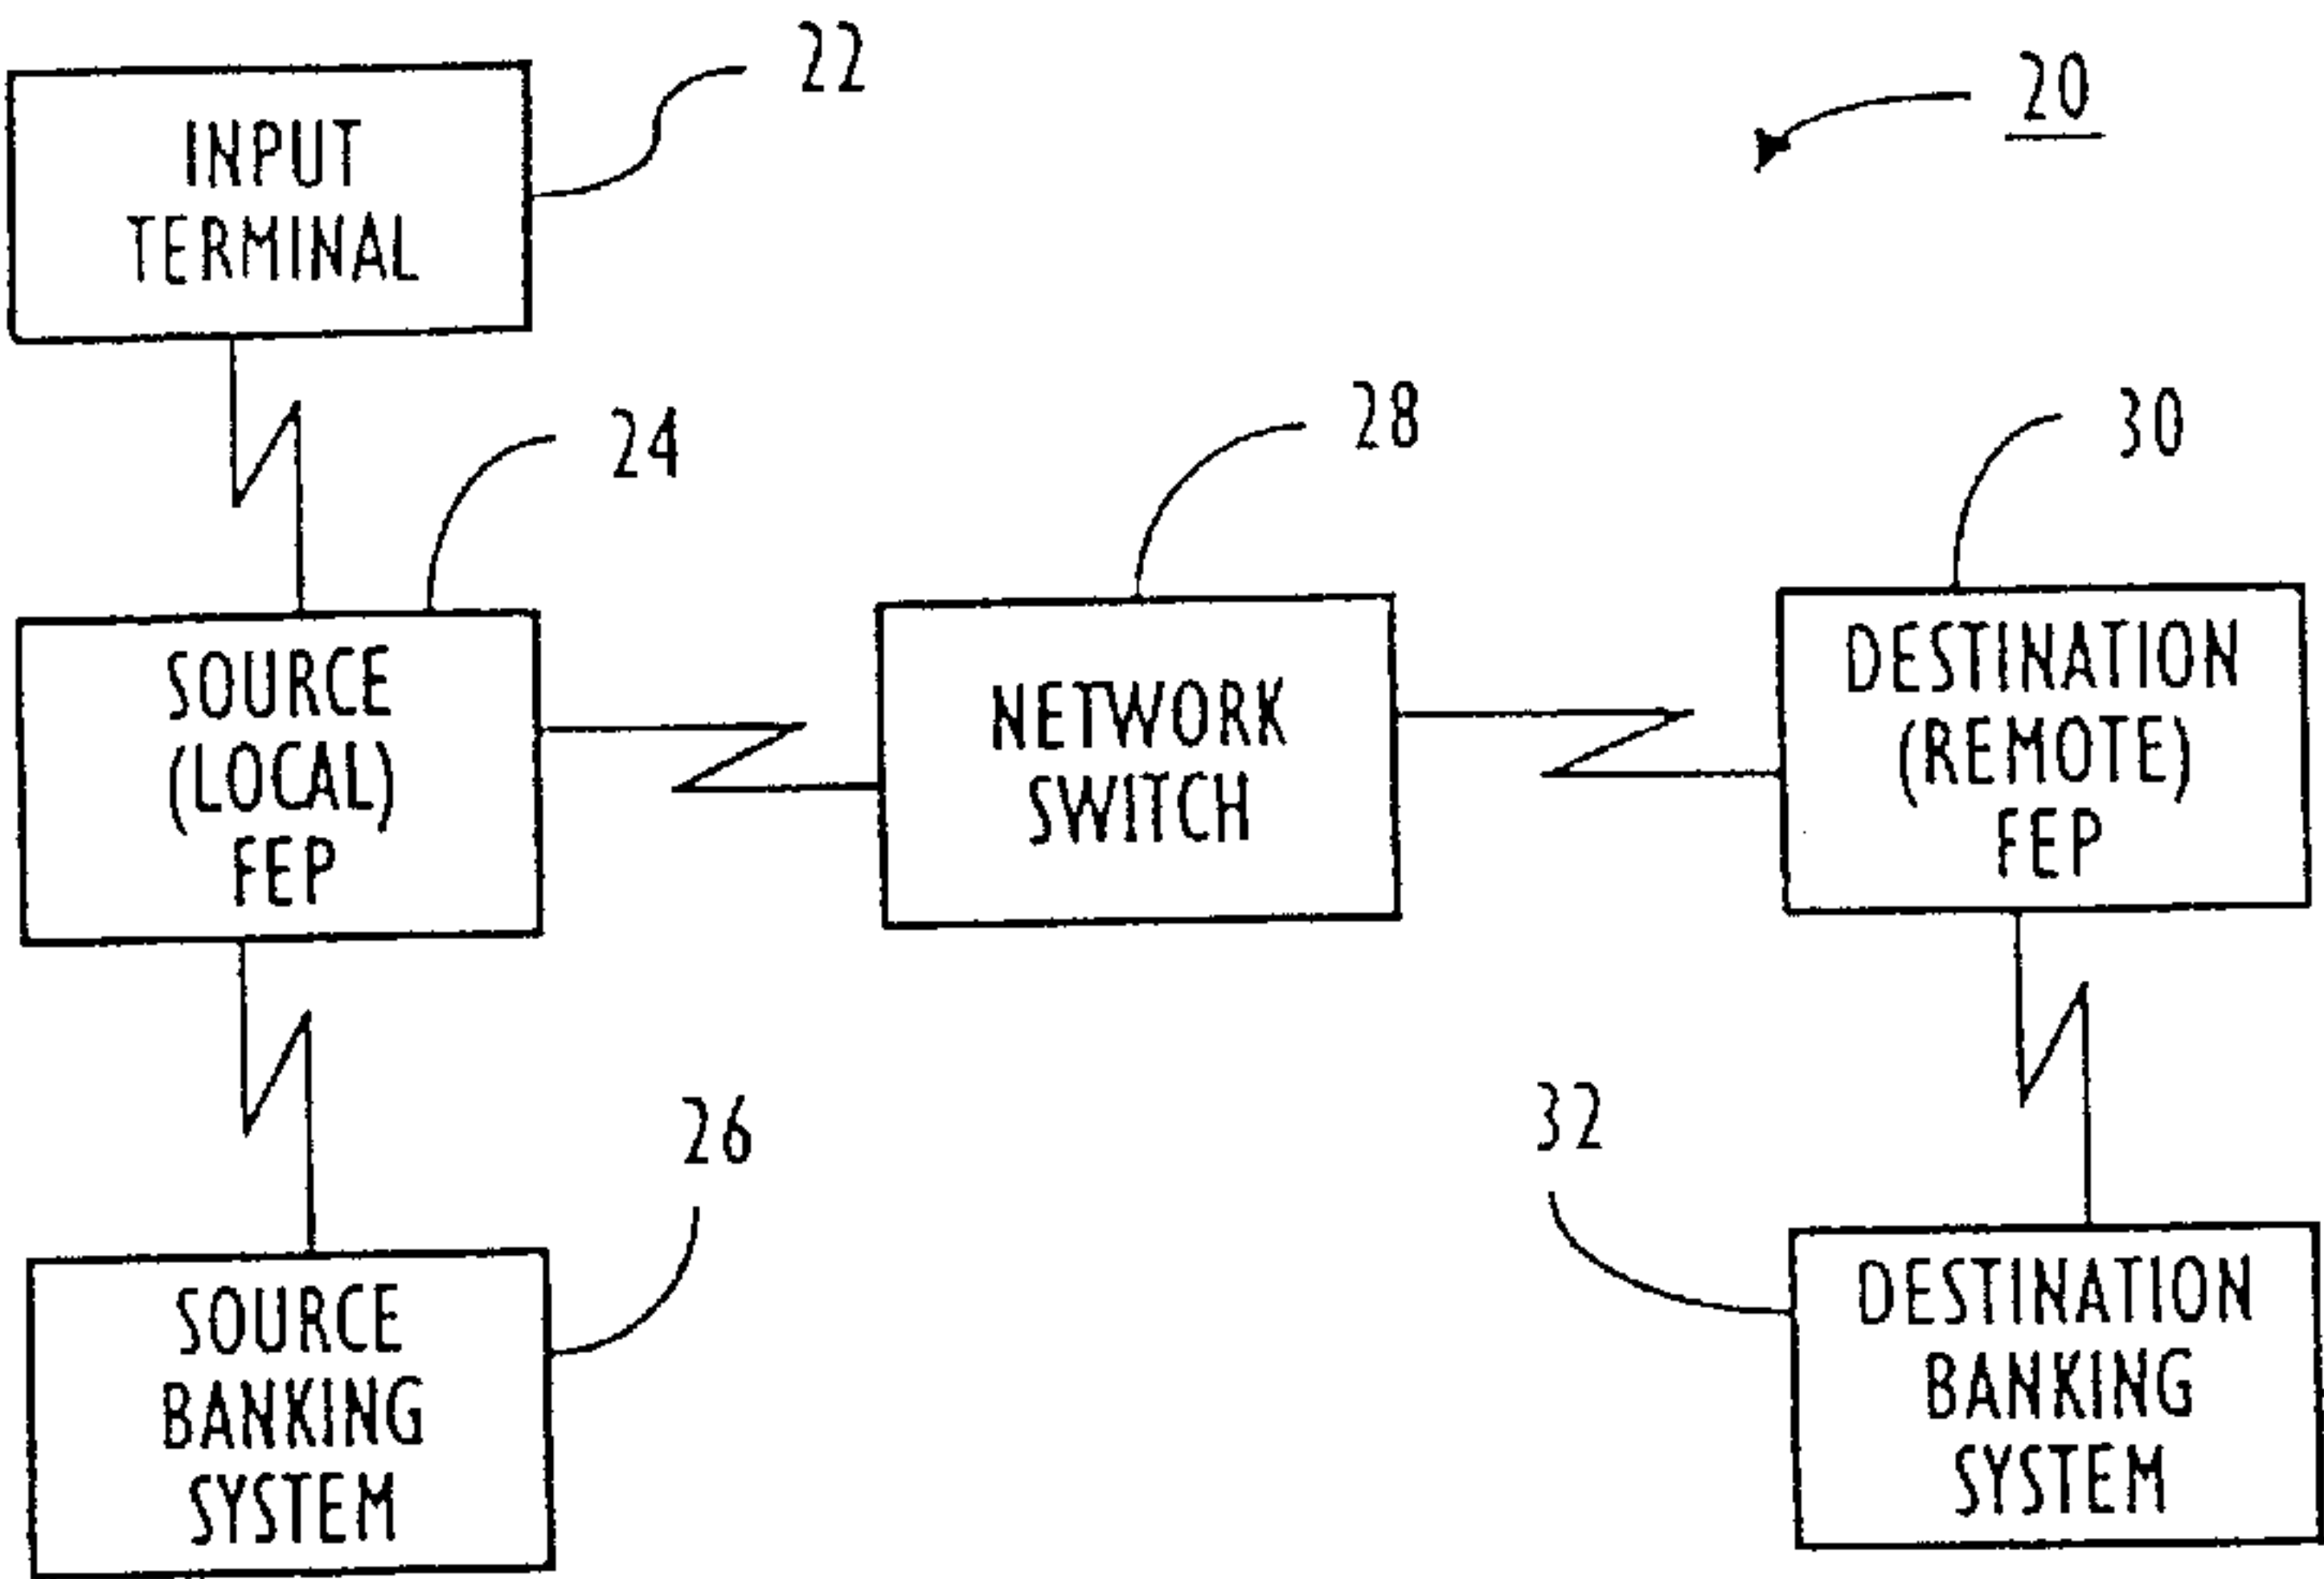 22
20
INPUT
TERMINAL
24
28
30
SOURCE
(LOCAL)
FEP
NETWORK
SWITCH
DESTINATION
(REMOTE)
FEP
26
32
SOURCE
BANKING
SYSTEM
DESTINATION
BANKING
SYSTEM